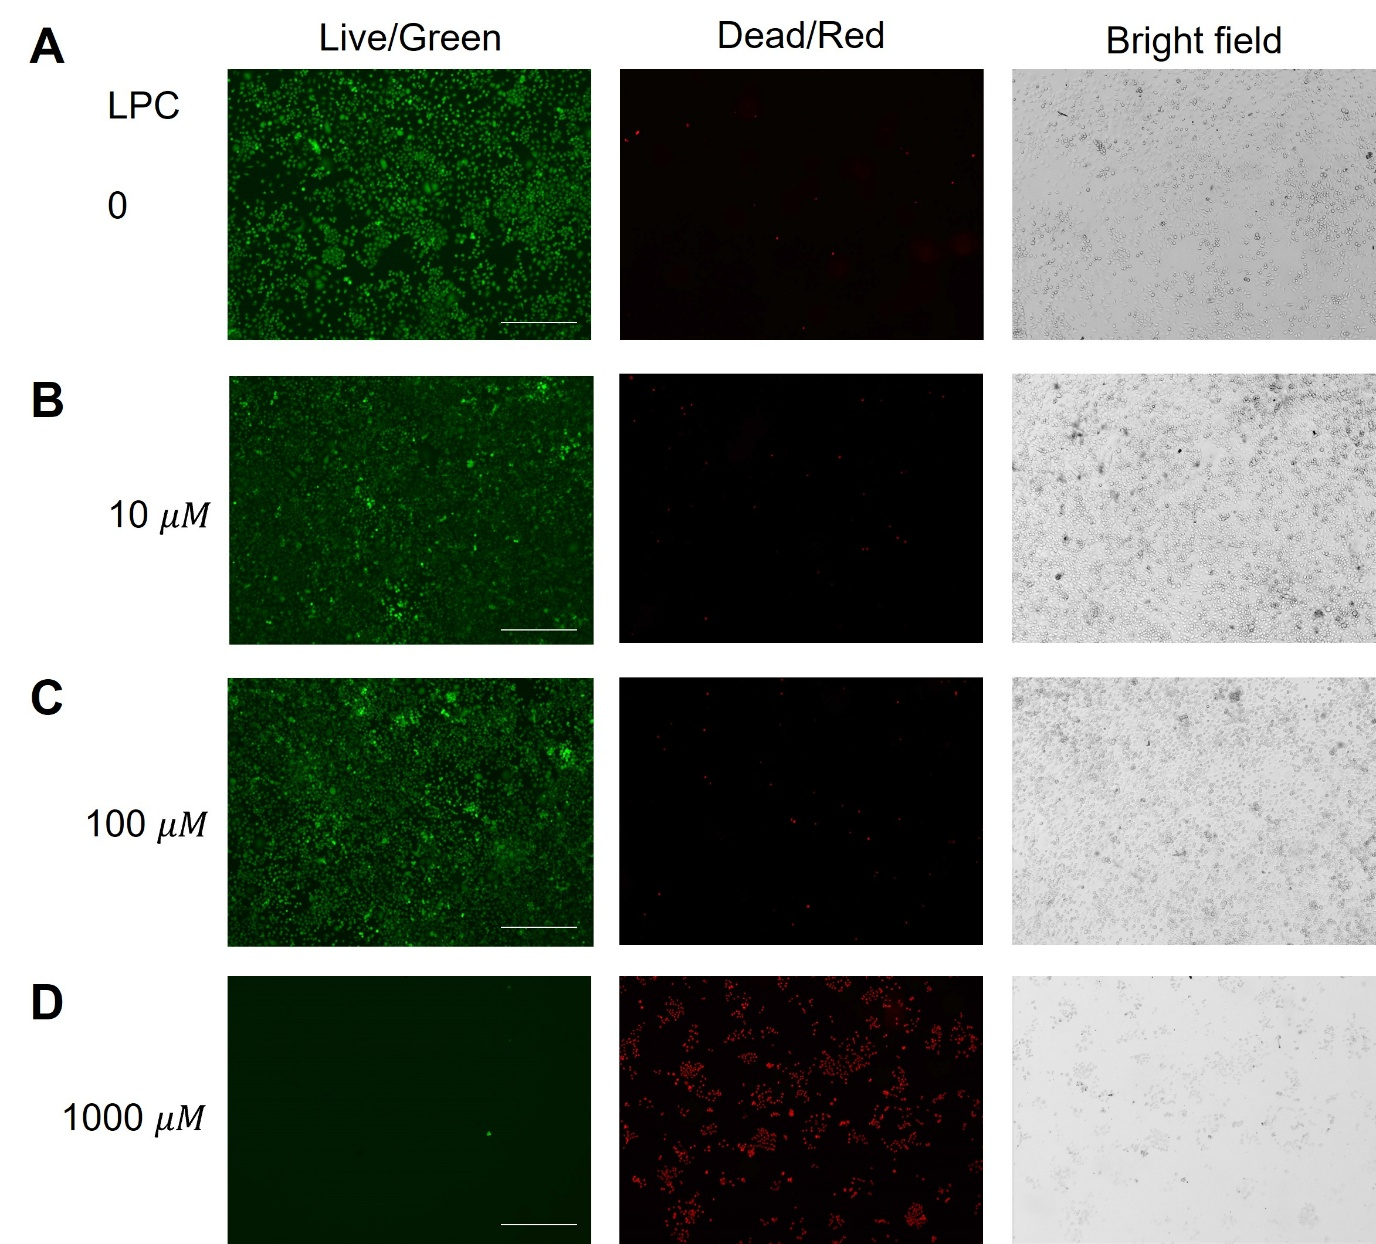 A
Live/Green
Dead/Red
Bright field
LPC
0
B
10 μM
C
100 μM
D
1000 μM